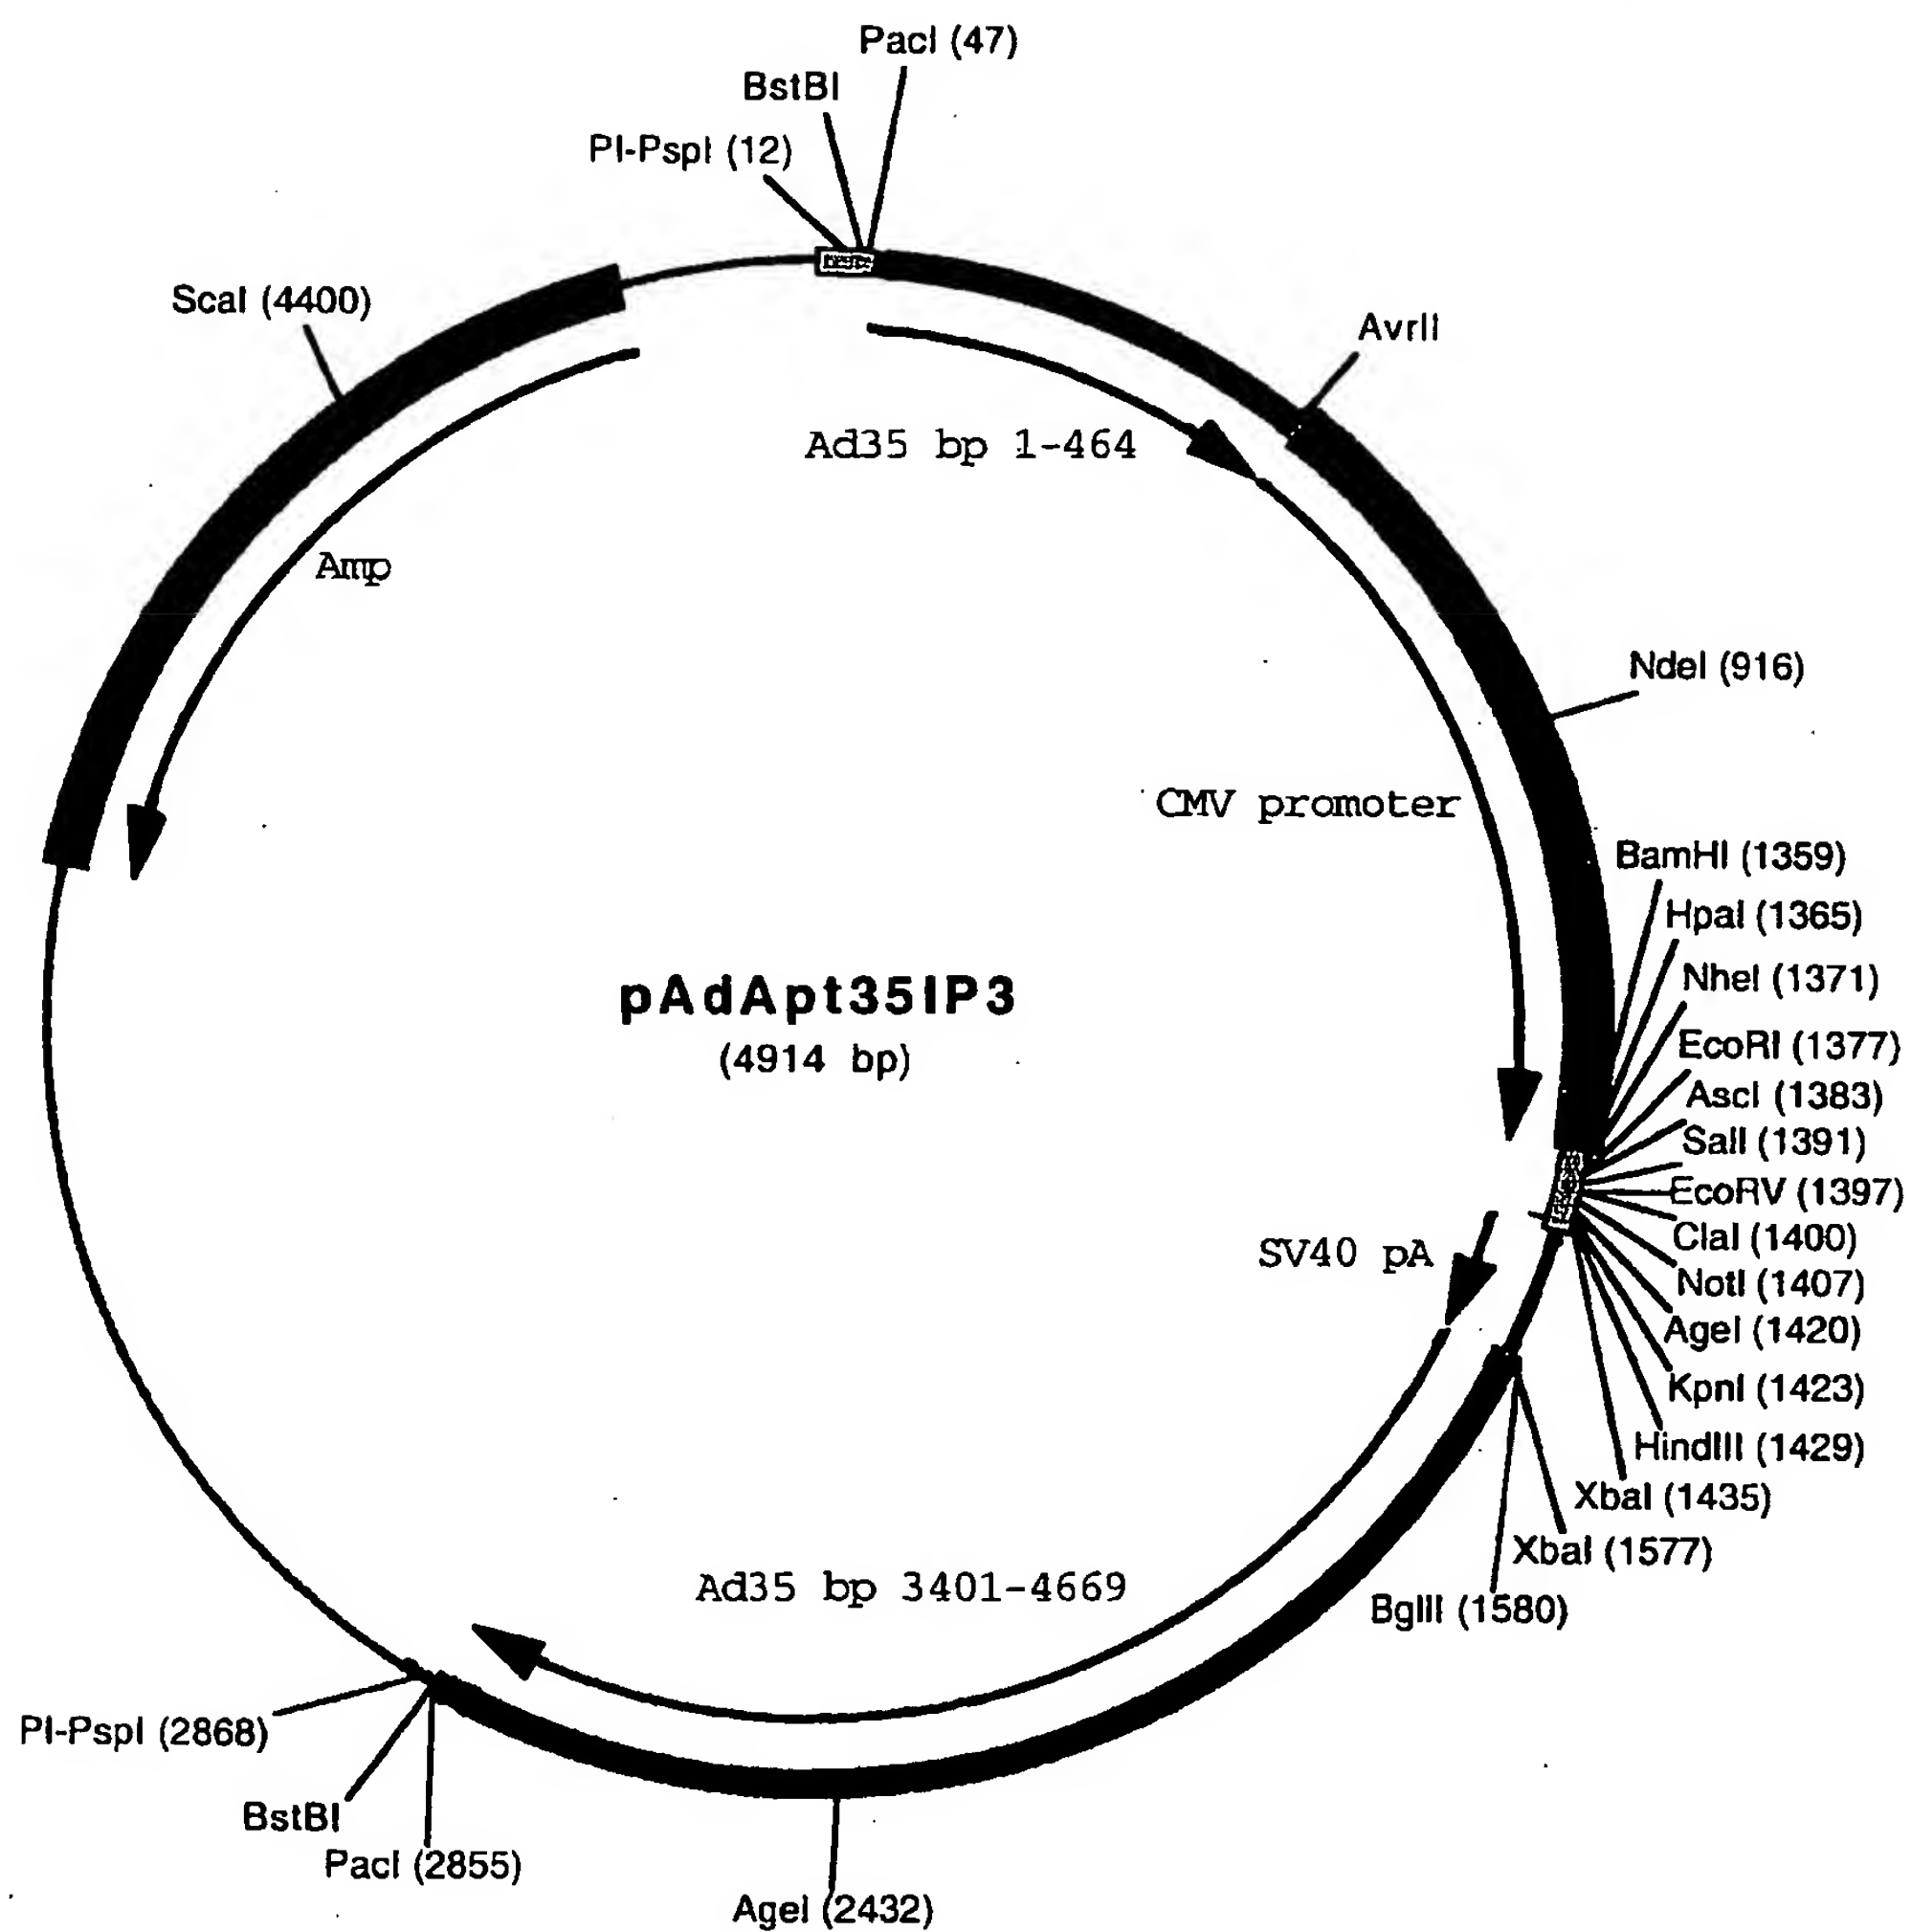 PacI (47)
BstBI
PI-PspI (12)
ScaI (4400)
AvrII
Ad35 bp 1-464
Amp
NdeI (916)
CMV promoter
BamHI (1359)
HpaI (1365)
NheI (1371)
EcoRI (1377)
AscI (1383)
SalI (1391)
EcoRV (1397)
ClaI (1400)
NotI (1407)
AgeI (1420)
KpnI (1423)
HindIII (1429)
XbaI (1435)
XbaI (1577)
BglII (1580)
pAdApt35IP3
(4914 bp)
SV40 pA
Ad35 bp 3401-4669
PI-PspI (2868)
BstBI
PacI (2855)
AgeI (2432)